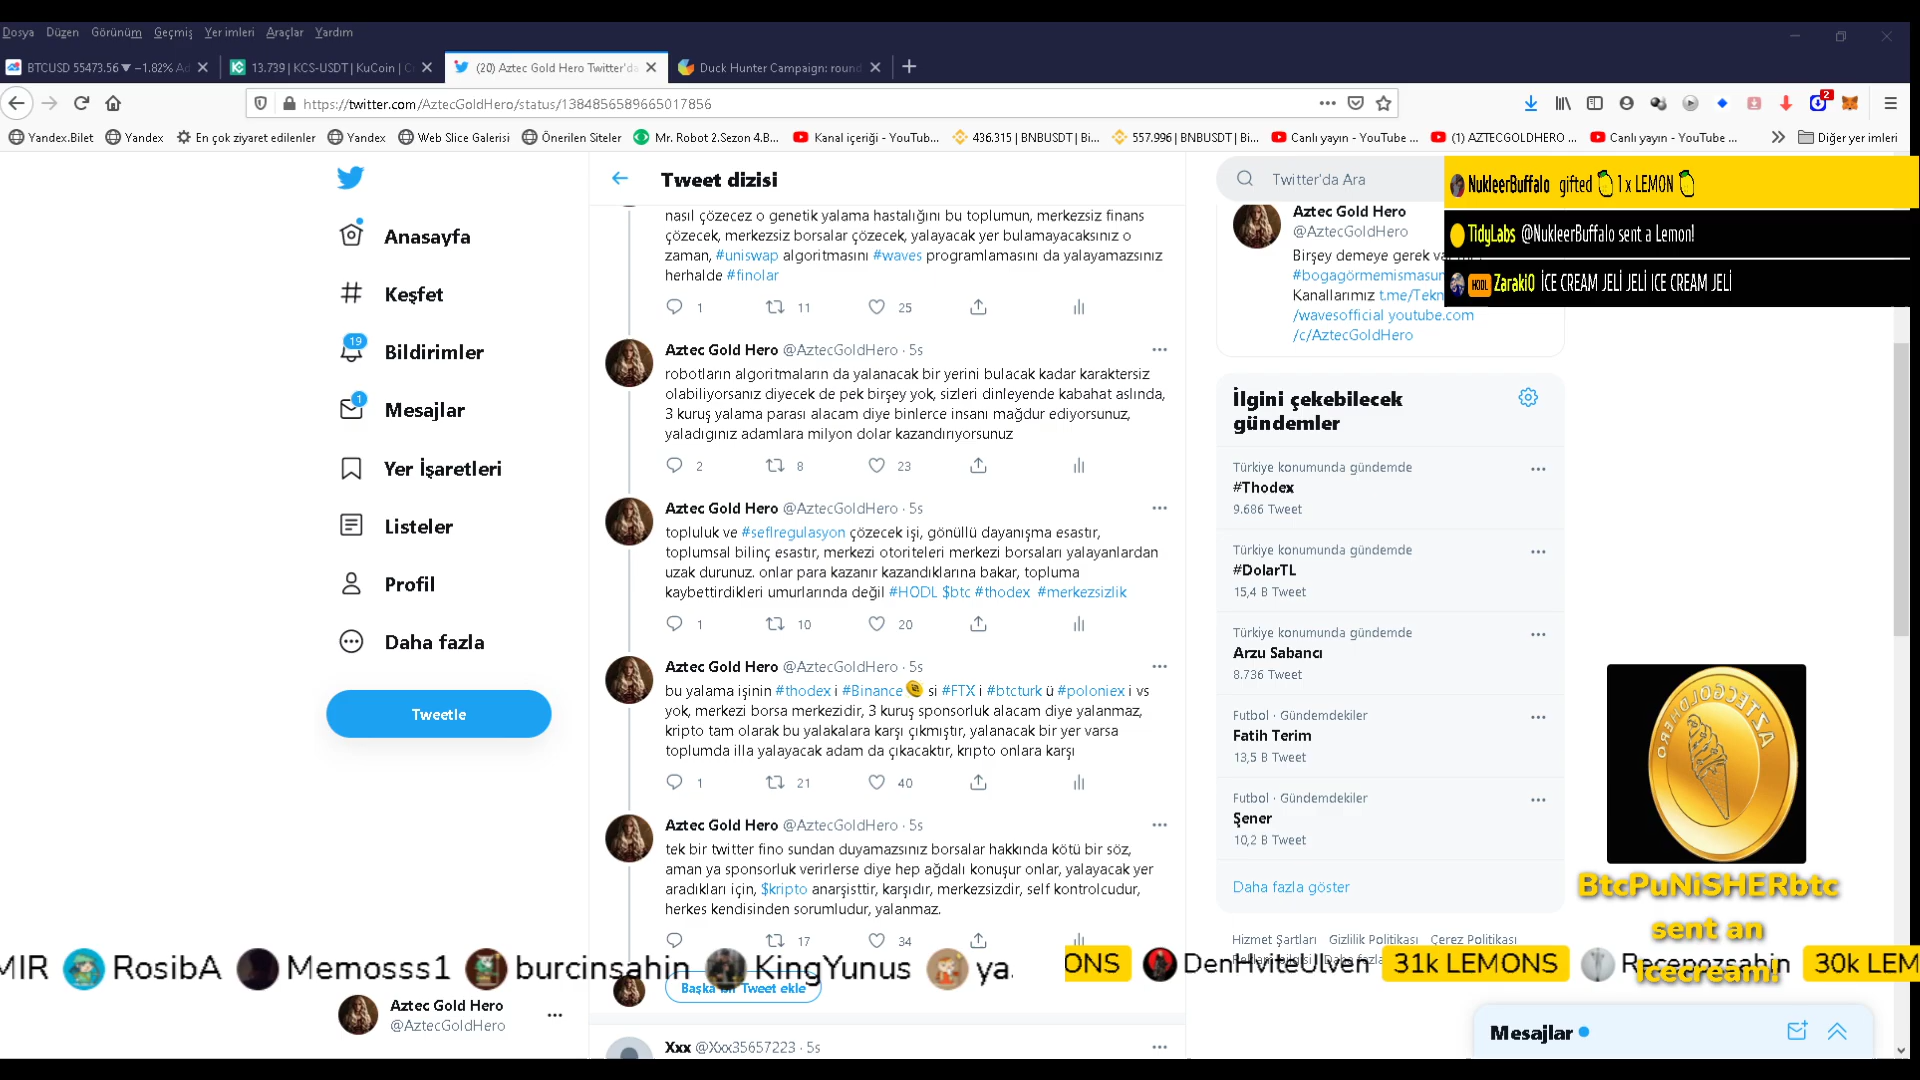 Dosya Düzen Görünüm Geçmiş Yer imleri Araçlar Yardım
BTCUSD 55473.56 ▼ −1.82% Ad
13.739 | KCS-USDT | KuCoin | C
(20) Aztec Gold Hero Twitter'da
Duck Hunter Campaign: round
https://twitter.com/AztecGoldHero/status/1384856589665017856
2
Yandex.Bilet Yandex En çok ziyaret edilenler Yandex Web Slice Galerisi Önerilen Siteler Mr. Robot 2.Sezon 4.B... Kanal içeriği - YouTub... 436.315 | BNBUSDT | Bi... 557.996 | BNBUSDT | Bi... Canlı yayın - YouTube ... (1) AZTECGOLDHERO ... Canlı yayın - YouTube ... Diğer yer imleri
Anasayfa
Keşfet
19
Bildirimler
1
Mesajlar
Yer İşaretleri
Listeler
Profil
Daha fazla
Tweetle
Aztec Gold Hero
@AztecGoldHero
Tweet dizisi
nasıl çözecez o genetik yalama hastalığını bu toplumun, merkezsiz finans
çözecek, merkezsiz borsalar çözecek, yalayacak yer bulamayacaksınız o
zaman, #uniswap algoritmasını #waves programlamasını da yalayamazsınız
herhalde #finolar
1 11 25
Aztec Gold Hero @AztecGoldHero · 5s
robotların algoritmaların da yalanacak bir yerini bulacak kadar karaktersiz
olabiliyorsanız diyecek de pek birşey yok, sizleri dinleyende kabahat aslında,
3 kuruş yalama parası alacam diye binlerce insanı mağdur ediyorsunuz,
yaladıgınız adamlara milyon dolar kazandırıyorsunuz
2 8 23
Aztec Gold Hero @AztecGoldHero · 5s
topluluk ve #seflregulasyon çözecek işi, gönüllü dayanışma esastır,
toplumsal bilinç esastır, merkezi otoriteleri merkezi borsaları yalayanlardan
uzak durunuz. onlar para kazanır kazandıklarına bakar, topluma
kaybettirdikleri umurlarında değil #HODL $btc #thodex #merkezsizlik
1 10 20
Aztec Gold Hero @AztecGoldHero · 5s
bu yalama işinin #thodex i #Binance si #FTX i #btcturk ü #poloniex i vs
yok, merkezi borsa merkezidir, 3 kuruş sponsorluk alacam diye yalanmaz,
kripto tam olarak bu yalakalara karşı çıkmıştır, yalanacak bir yer varsa
toplumda illa yalayacak adam da çıkacaktır, kripto onlara karşı
1 21 40
Aztec Gold Hero @AztecGoldHero · 5s
tek bir twitter fino sundan duyamazsınız borsalar hakkında kötü bir söz,
aman ya sponsorluk verirlerse diye hep ağdalı konuşur onlar, yalayacak yer
aradıkları için, $kripto anarşisttir, karşıdır, merkezsizdir, self kontrolcudur,
herkes kendisinden sorumludur, yalanmaz.
17 34
Başka bir Tweet ekle
Xxx @Xxx35657223 · 5s
Twitter'da Ara
Aztec Gold Hero
@AztecGoldHero
Birşey demeye gerek va
#bogagörmemismasun
Kanallarımız t.me/Tekn
/wavesofficial youtube.com
/c/AztecGoldHero
NukleerBuffalo gifted 1 x LEMON
TidyLabs @NukleerBuffalo sent a Lemon!
HODL Zaraki0 İCE CREAM JELİ JELİ ICE CREAM JELİ
İlgini çekebilecek
gündemler
Türkiye konumunda gündemde
#Thodex
9.686 Tweet
Türkiye konumunda gündemde
#DolarTL
15,4 B Tweet
Türkiye konumunda gündemde
Arzu Sabancı
8.736 Tweet
Futbol · Gündemdekiler
Fatih Terim
13,5 B Tweet
Futbol · Gündemdekiler
Şener
10,2 B Tweet
Daha fazla göster
Hizmet Şartları Gizlilik Politikası Çerez Politikası
AZTECGOLDHERO
BtcPuNiSHERbtc
sent an
Icecream!
MIR RosibA Memosss1 burcinsahin KingYunus ya.
ONS DenHviteUlven 31k LEMONS Recepozsahin 30k LEM
Mesajlar